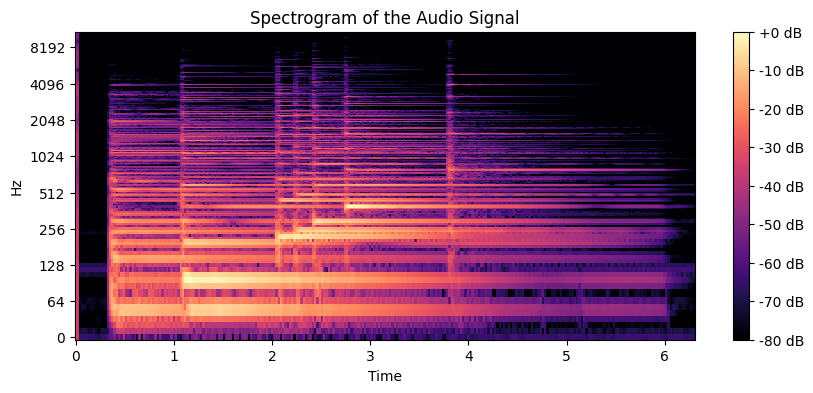 Spectrogram of the Audio Signal
Hz
8192
4096
2048
1024
512
256
128
64
0
0 1 2 3 4 5 6
Time
+0 dB
-10 dB
-20 dB
-30 dB
-40 dB
-50 dB
-60 dB
-70 dB
-80 dB